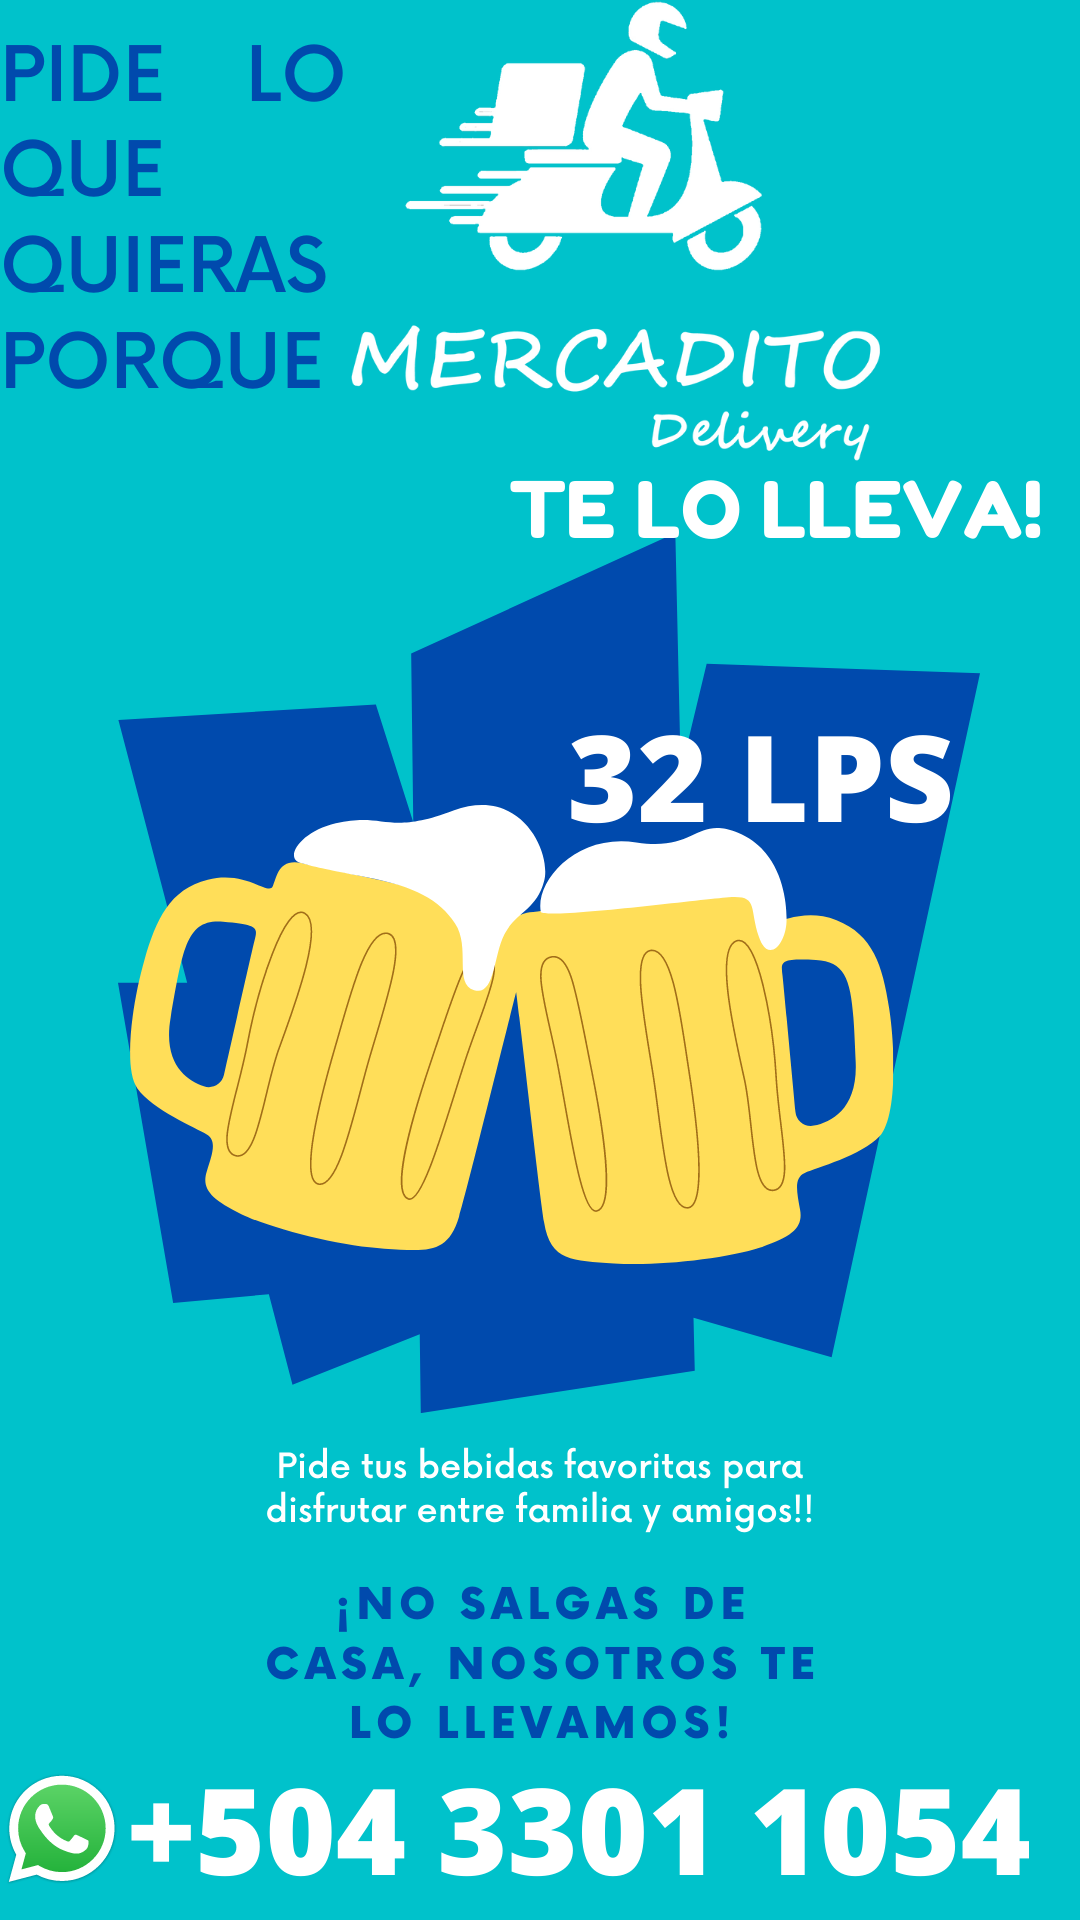 PIDE LO
QUE
QUIERAS
PORQUE
MERCADITO
Delivery
TE LO LLEVA!
32 LPS
Pide tus bebidas favoritas para
disfrutar entre familia y amigos!!
¡NO SALGAS DE
CASA, NOSOTROS TE
LO LLEVAMOS!
+504 3301 1054